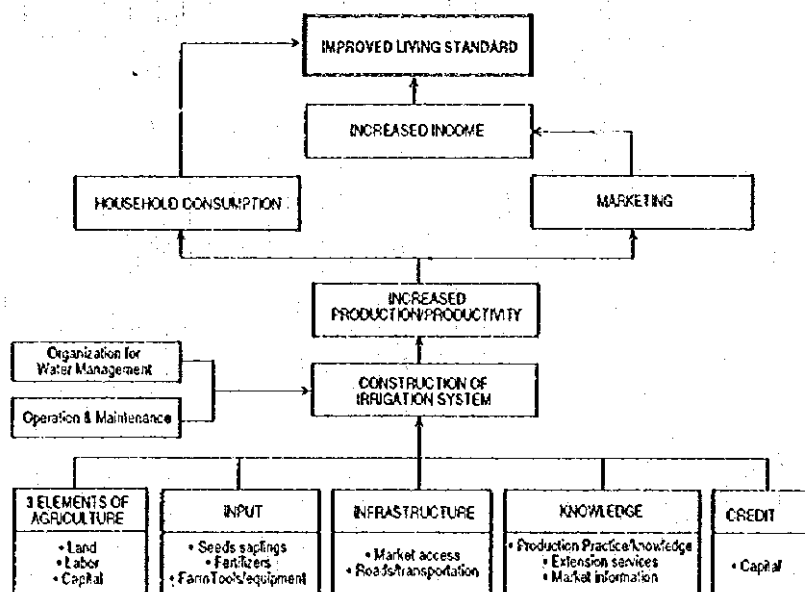 IMPROVED LIVING STANDARD
INCREASED INCOME
HOUSEHOLD CONSUMPTION
MARKETING
INCREASED
PRODUCTION/PRODUCTIVITY
Organization for
Water Management
CONSTRUCTION OF
IRRIGATION SYSTEM
Operation & Maintenance
3 ELEMENTS OF
AGRICULTURE
• Land
• Labor
• Capital
INPUT
• Seeds saplings
• Fertilizers
• Farm Tools/equipment
INFRASTRUCTURE
• Market access
• Roads/transportation
KNOWLEDGE
• Production Practice/knowledge
• Extension services
• Market information
CREDIT
• Capital